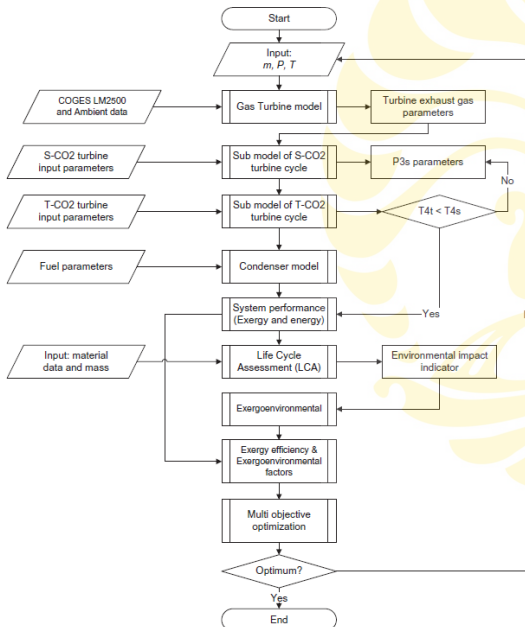 Start
Input:
m, P, T
COGES LM2500
and Ambient data
Gas Turbine model
Turbine exhaust gas
parameters
S-CO2 turbine
input parameters
Sub model of S-CO2
turbine cycle
P3s parameters
No
T-CO2 turbine
input parameters
Sub model of T-CO2
turbine cycle
T4t < T4s
Fuel parameters
Condenser model
System performance
(Exergy and energy)
Yes
Input: material
data and mass
Life Cycle
Assessment (LCA)
Environmental impact
indicator
Exergoenvironmental
Exergy efficiency &
Exergoenvironmental
factors
Multi objective
optimization
Optimum?
Yes
End